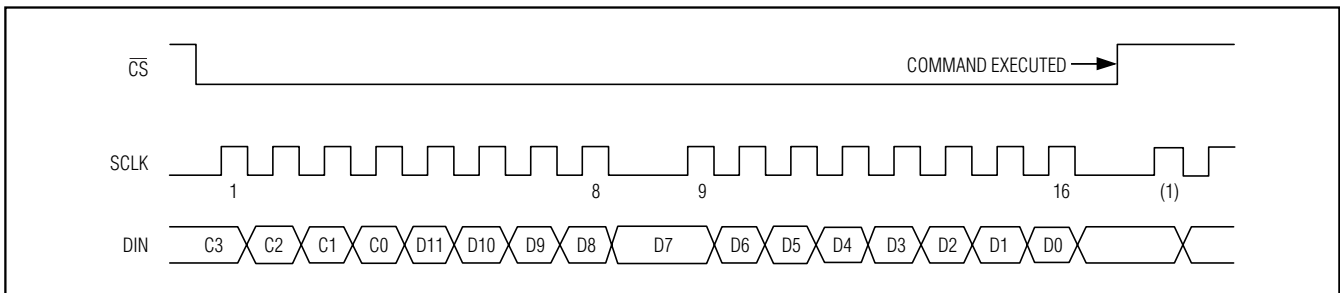 CS
COMMAND EXECUTED
SCLK
1 8 9 16 (1)
DIN C3 C2 C1 C0 D11 D10 D9 D8 D7 D6 D5 D4 D3 D2 D1 D0